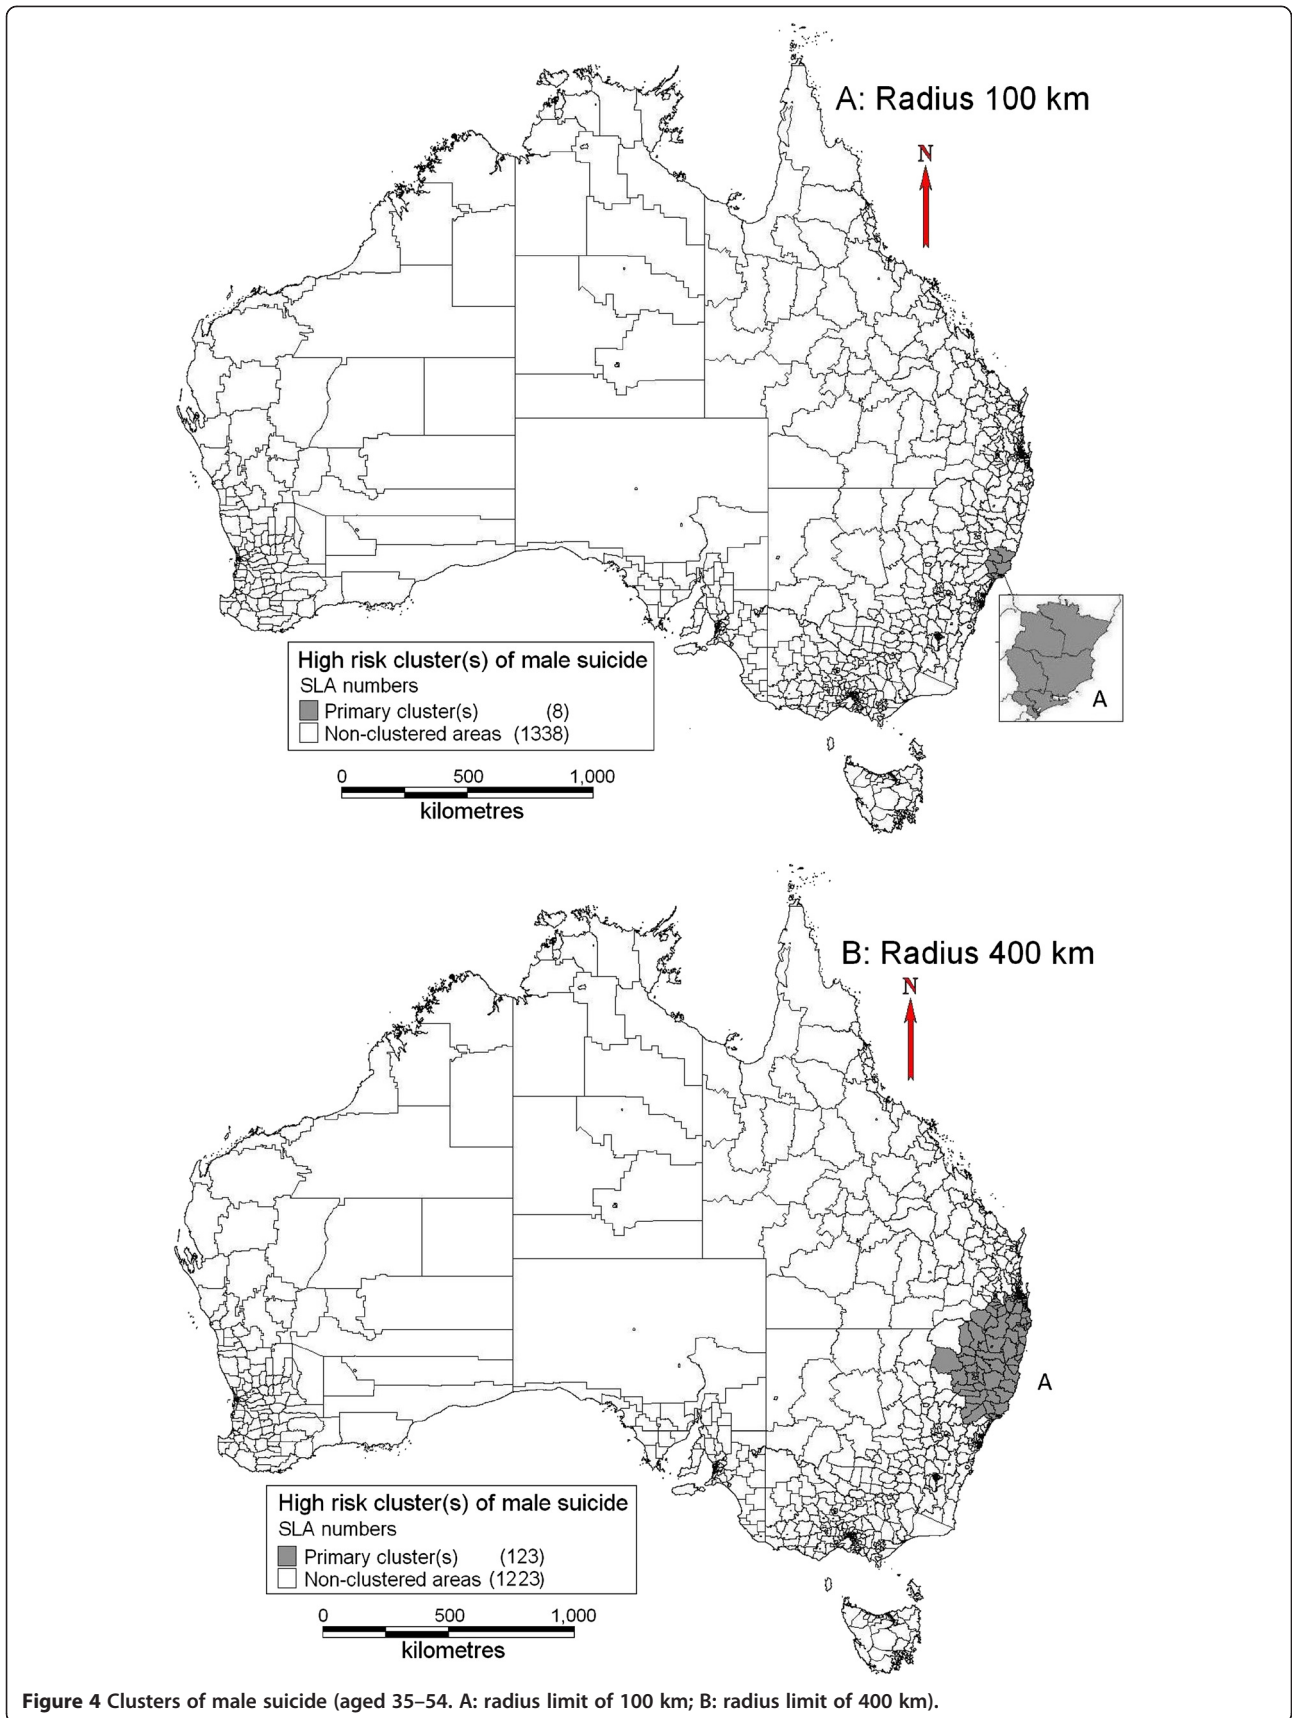 A: Radius 100 km
N
A
High risk cluster(s) of male suicide
SLA numbers
Primary cluster(s) (8)
Non-clustered areas (1338)
0 500 1,000
kilometres
B: Radius 400 km
N
A
High risk cluster(s) of male suicide
SLA numbers
Primary cluster(s) (123)
Non-clustered areas (1223)
0 500 1,000
kilometres
Figure 4 Clusters of male suicide (aged 35–54. A: radius limit of 100 km; B: radius limit of 400 km).